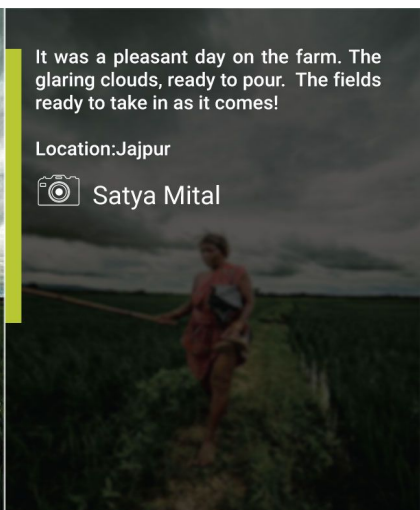 It was a pleasant day on the farm. The
glaring clouds, ready to pour.  The fields
ready to take in as it comes!
Location:Jajpur
Satya Mital